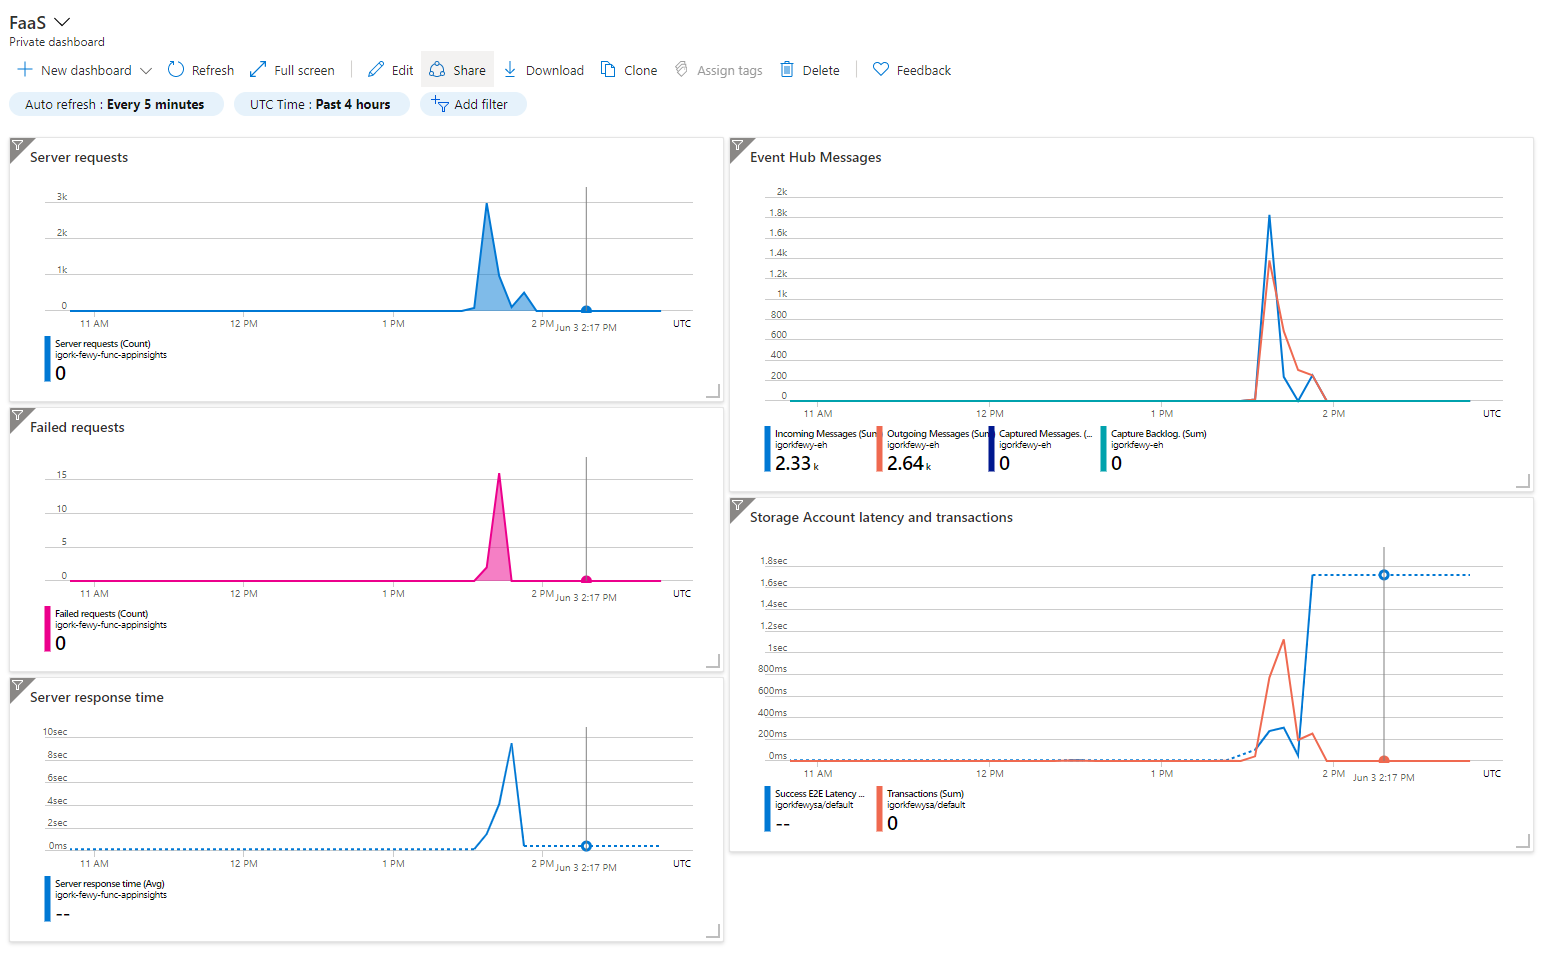 FaaS
Private dashboard
New dashboard Refresh Full screen Edit Share Download Clone Assign tags Delete Feedback
Auto refresh : Every 5 minutes UTC Time : Past 4 hours Add filter
Server requests
3k
2k
1k
0
11 AM 12 PM 1 PM 2 PM Jun 3 2:17 PM UTC
Server requests (Count)
igork-fewy-func-appinsights
0
Failed requests
15
10
5
0
11 AM 12 PM 1 PM 2 PM Jun 3 2:17 PM UTC
Failed requests (Count)
igork-fewy-func-appinsights
0
Server response time
10sec
8sec
6sec
4sec
2sec
0ms
11 AM 12 PM 1 PM 2 PM Jun 3 2:17 PM UTC
Server response time (Avg)
igork-fewy-func-appinsights
--
Event Hub Messages
2k
1.8k
1.6k
1.4k
1.2k
1k
800
600
400
200
0
11 AM 12 PM 1 PM 2 PM UTC
Incoming Messages (Sum Outgoing Messages (Sum) Captured Messages. (... Capture Backlog. (Sum)
igorkfewy-eh igorkfewy-eh igorkfewy-eh igorkfewy-eh
2.33 k 2.64 k 0 0
Storage Account latency and transactions
1.8sec
1.6sec
1.4sec
1.2sec
1sec
800ms
600ms
400ms
200ms
0ms
11 AM 12 PM 1 PM 2 PM Jun 3 2:17 PM UTC
Success E2E Latency ... Transactions (Sum)
igorkfewysa/default igorkfewysa/default
-- 0